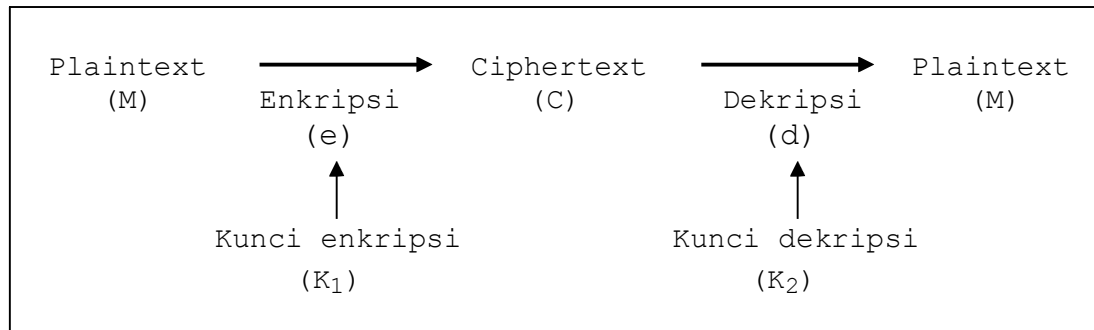 Plaintext Ciphertext Plaintext
(M) (C) (M)
Enkripsi Dekripsi
(e) (d)
Kunci enkripsi Kunci dekripsi
(K₁) (K₂)